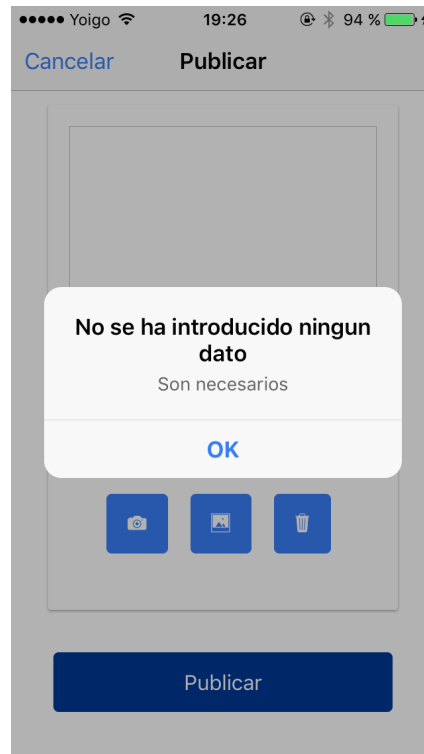 Yoigo 19:26 94 %
Cancelar Publicar
No se ha introducido ningun
dato
Son necesarios
OK
Publicar